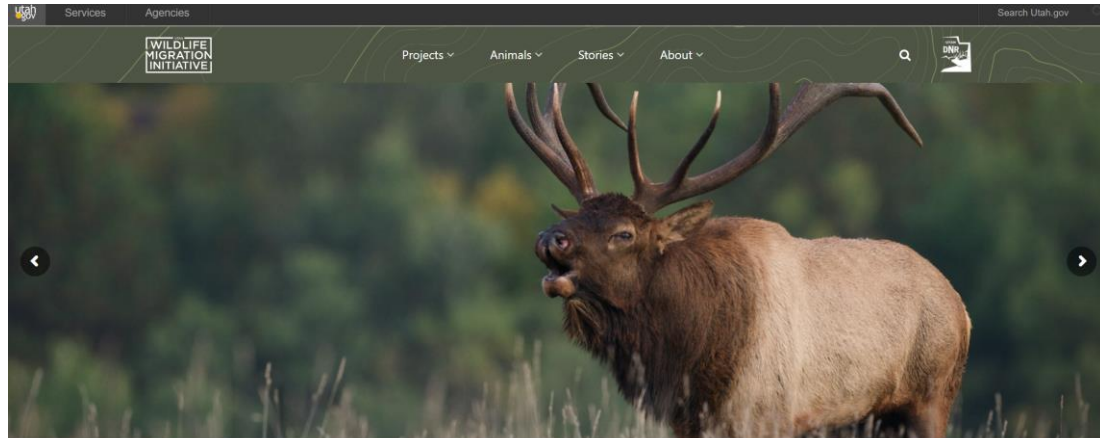 utah
gov
Services
Agencies
Search Utah.gov
WILDLIFE
MIGRATION
INITIATIVE
Projects
Animals
Stories
About
DNR